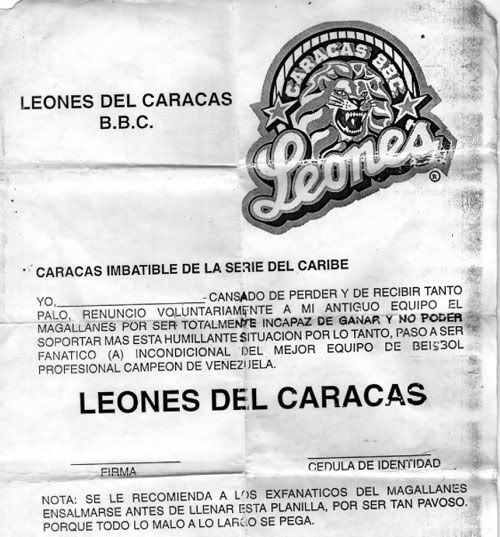 LEONES DEL CARACAS
B.B.C.
CARACAS BBC
Leones
®
CARACAS IMBATIBLE DE LA SERIE DEL CARIBE
YO,____________________- CANSADO DE PERDER Y DE RECIBIR TANTO
PALO, RENUNCIO VOLUNTARIAMENTE A MI ANTIGUO EQUIPO EL
MAGALLANES POR SER TOTALMENTE INCAPAZ DE GANAR Y NO PODER
SOPORTAR MAS ESTA HUMILLANTE SITUACION POR LO TANTO, PASO A SER
FANATICO (A) INCONDICIONAL DEL MEJOR EQUIPO DE BEISBOL
PROFESIONAL CAMPEON DE VENEZUELA.
LEONES DEL CARACAS
FIRMA
CEDULA DE IDENTIDAD
NOTA: SE LE RECOMIENDA A LOS EXFANATICOS DEL MAGALLANES
ENSALMARSE ANTES DE LLENAR ESTA PLANILLA, POR SER TAN PAVOSO.
PORQUE TODO LO MALO A LO LARGO SE PEGA.